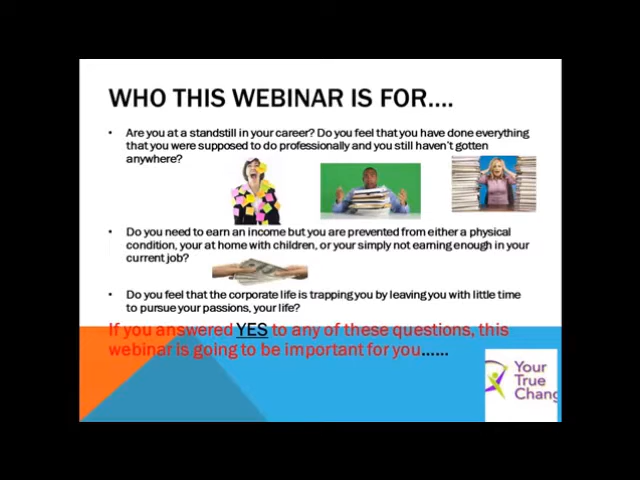 WHO THIS WEBINAR IS FOR....
• Are you at a standstill in your career? Do you feel that you have done everything
that you were supposed to do professionally and you still haven't gotten
anywhere?
• Do you need to earn an income but you are prevented from either a physical
condition, your at home with children, or your simply not earning enough in your
current job?
• Do you feel that the corporate life is trapping you by leaving you with little time
to pursue your passions, your life?
If you answered YES to any of these questions, this
webinar is going to be important for you......
Your
True
Chang